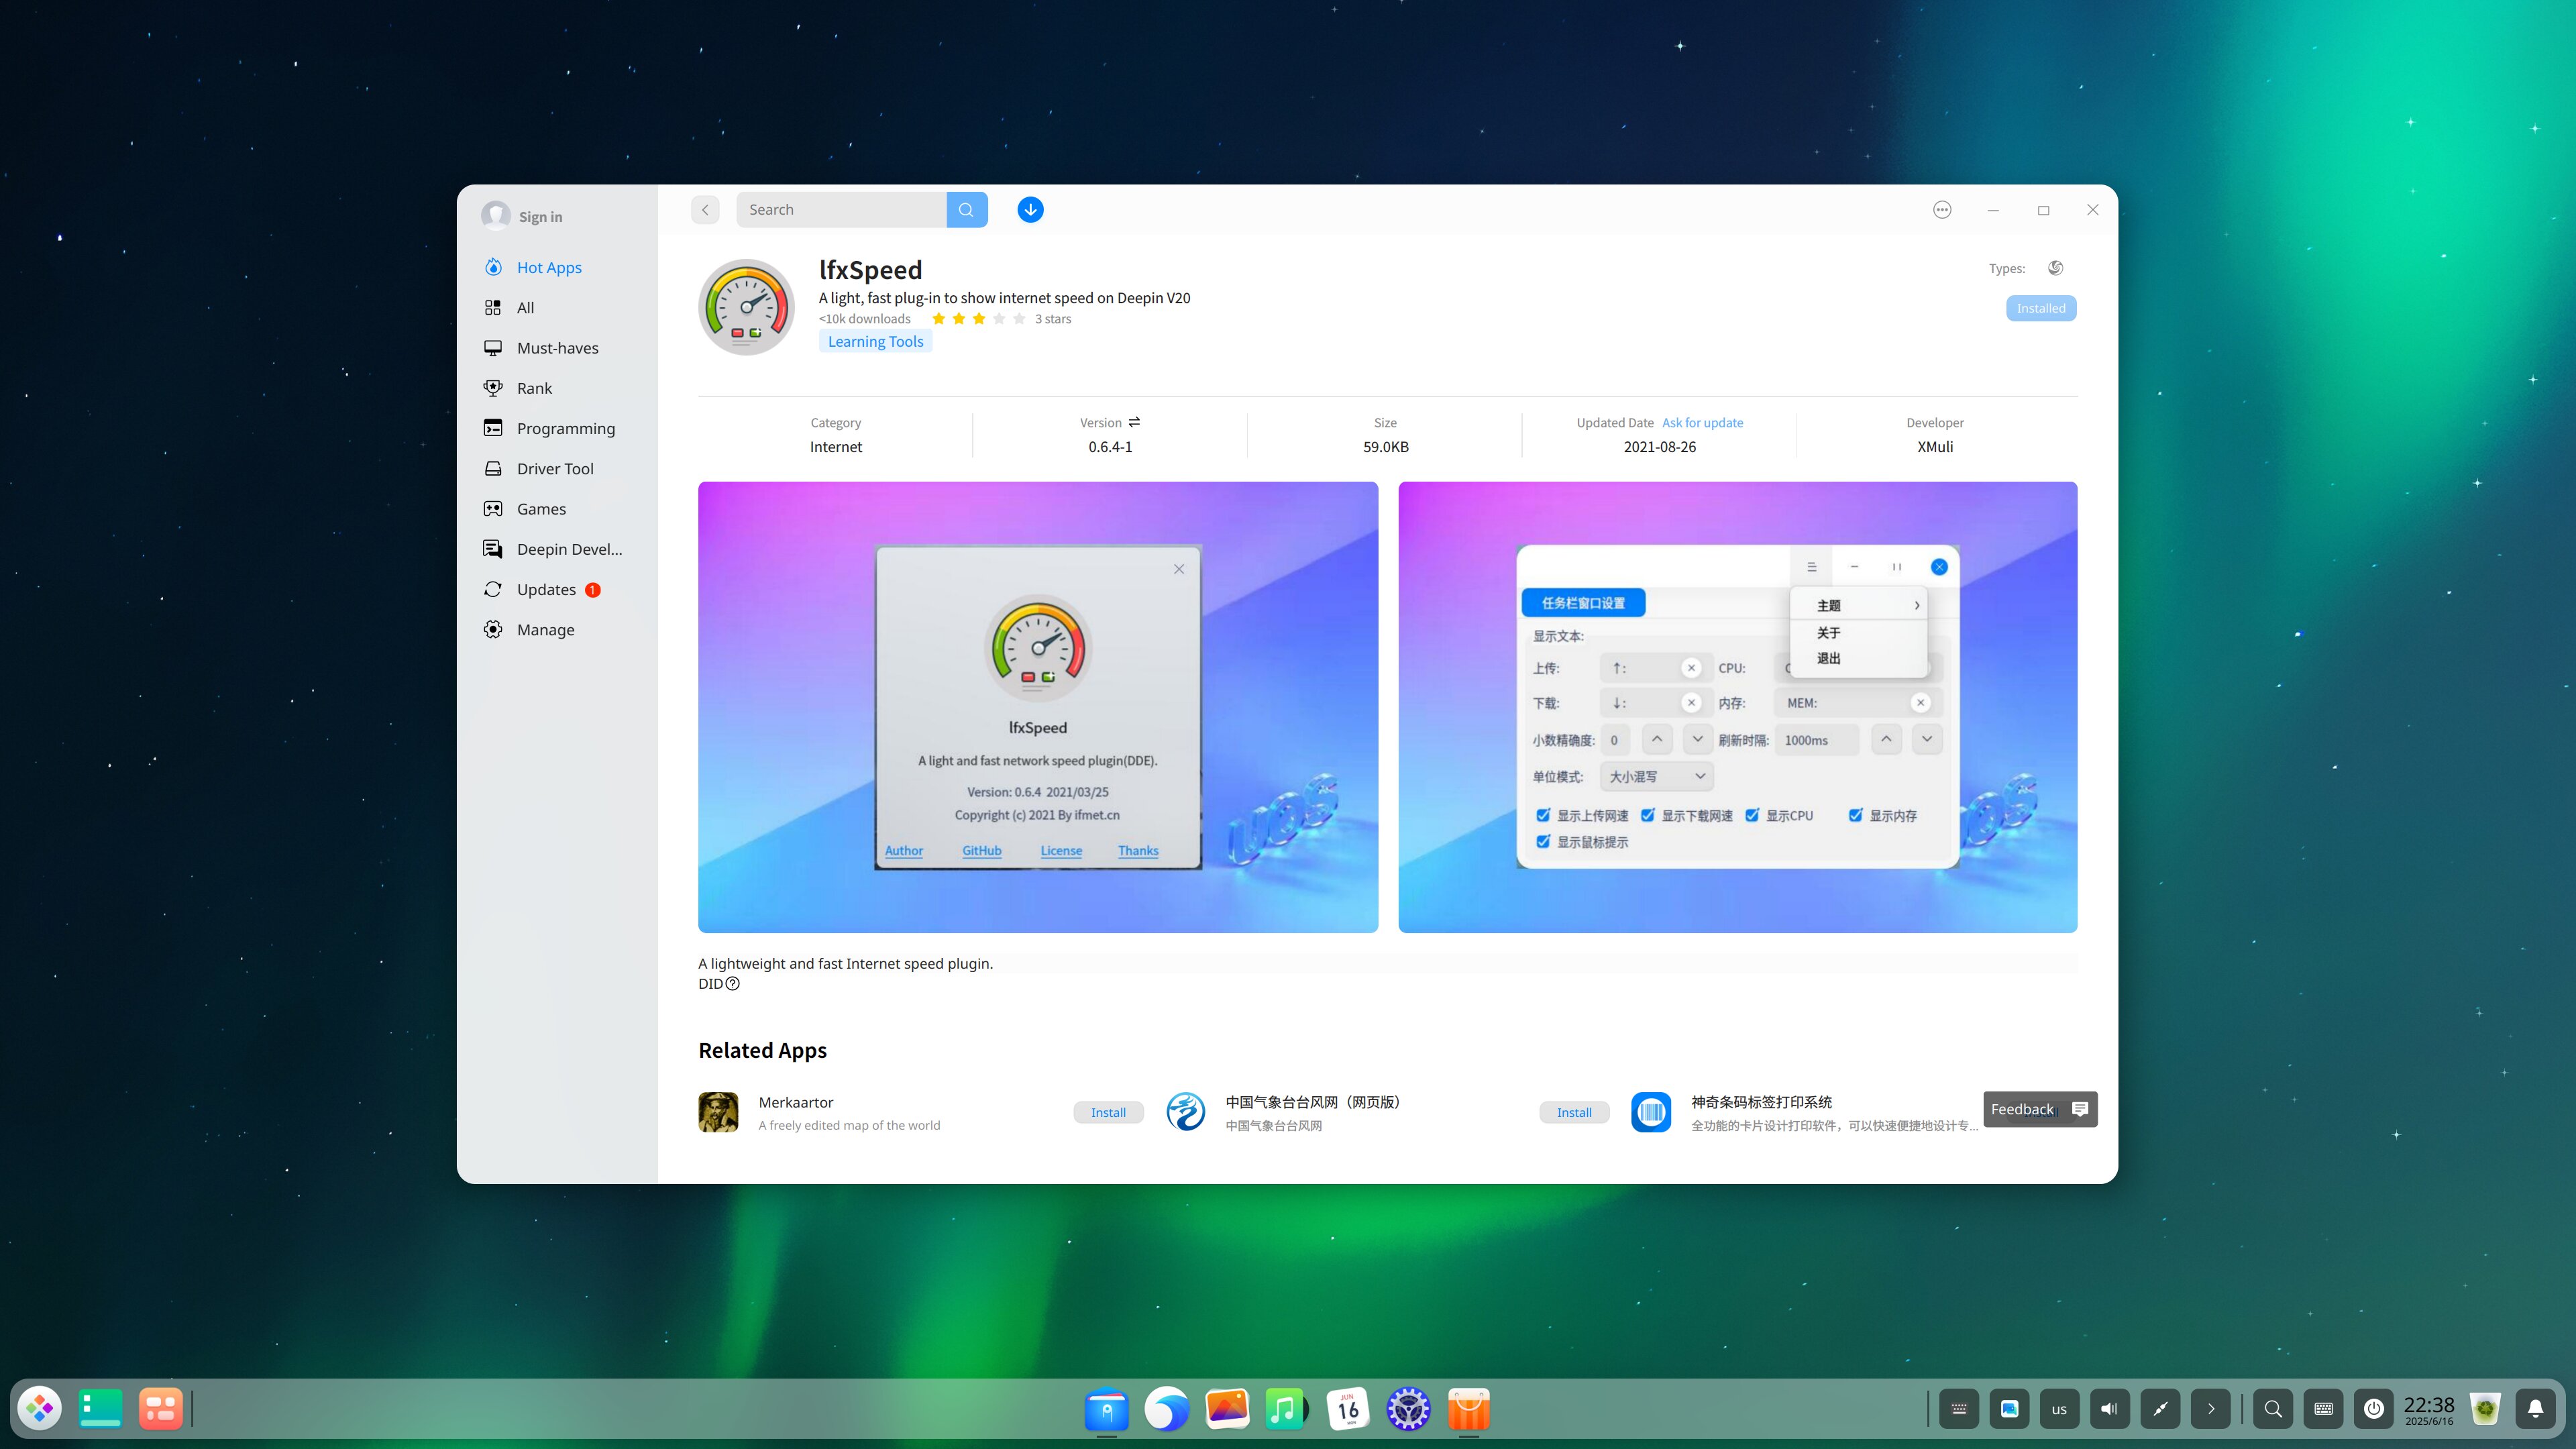 Sign in
Hot Apps
All
Must-haves
Rank
Programming
Driver Tool
Games
Deepin Devel...
Updates 1
Manage
Search
lfxSpeed
A light, fast plug-in to show internet speed on Deepin V20
<10k downloads 3 stars
Learning Tools
Types:
Installed
Category
Internet
Version
0.6.4-1
Size
59.0KB
Updated Date Ask for update
2021-08-26
Developer
XMuli
lfxSpeed
A light and fast network speed plugin(DDE).
Version: 0.6.4 2021/03/25
Copyright (c) 2021 By ifmet.cn
Author GitHub License Thanks
uos
任务栏窗口设置
主题
关于
退出
显示文本:
上传: ↑: CPU: C
下载: ↓: 内存: MEM:
小数精确度: 0 刷新时隔: 1000ms
单位模式: 大小混写
显示上传网速 显示下载网速 显示CPU 显示内存
显示鼠标提示
A lightweight and fast Internet speed plugin.
DID
Related Apps
Merkaartor
A freely edited map of the world
Install
中国气象台台风网（网页版）
中国气象台台风网
Install
神奇条码标签打印系统
全功能的卡片设计打印软件，可以快速便捷地设计专...
Feedback
JUN
16
us
22:38
2025/6/16